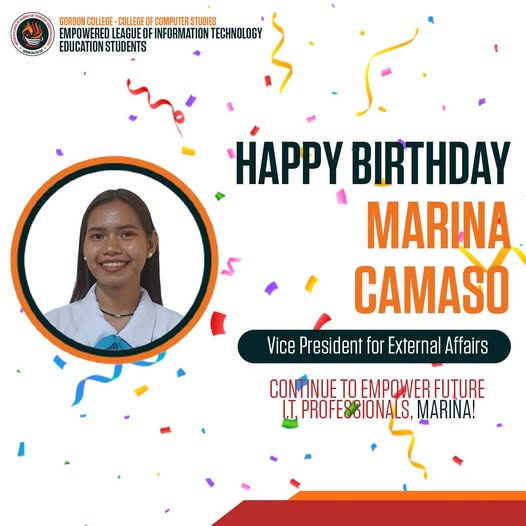 GORDON COLLEGE - COLLEGE OF COMPUTER STUDIES
EMPOWERED LEAGUE OF INFORMATION TECHNOLOGY
EDUCATION STUDENTS
HAPPY BIRTHDAY
MARINA
CAMASO
Vice President for External Affairs
CONTINUE TO EMPOWER FUTURE
I.T. PROFESSIONALS, MARINA!